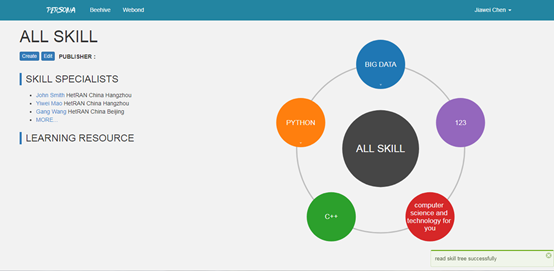 PERSONA Beehive Webond Jiawei Chen
ALL SKILL
Create Edit PUBLISHER :
SKILL SPECIALISTS
John Smith HetRAN China Hangzhou
Yiwei Mao HetRAN China Hangzhou
Gang Wang HetRAN China Beijing
MORE...
LEARNING RESOURCE
BIG DATA
PYTHON
123
ALL SKILL
C++
computer
science and
technology for
you
read skill tree successfully